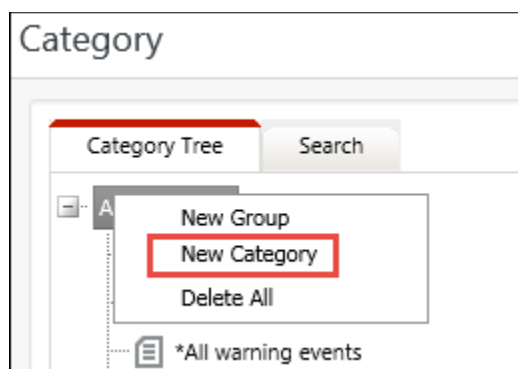 Category
Category Tree Search
A
New Group
New Category
Delete All
*All warning events